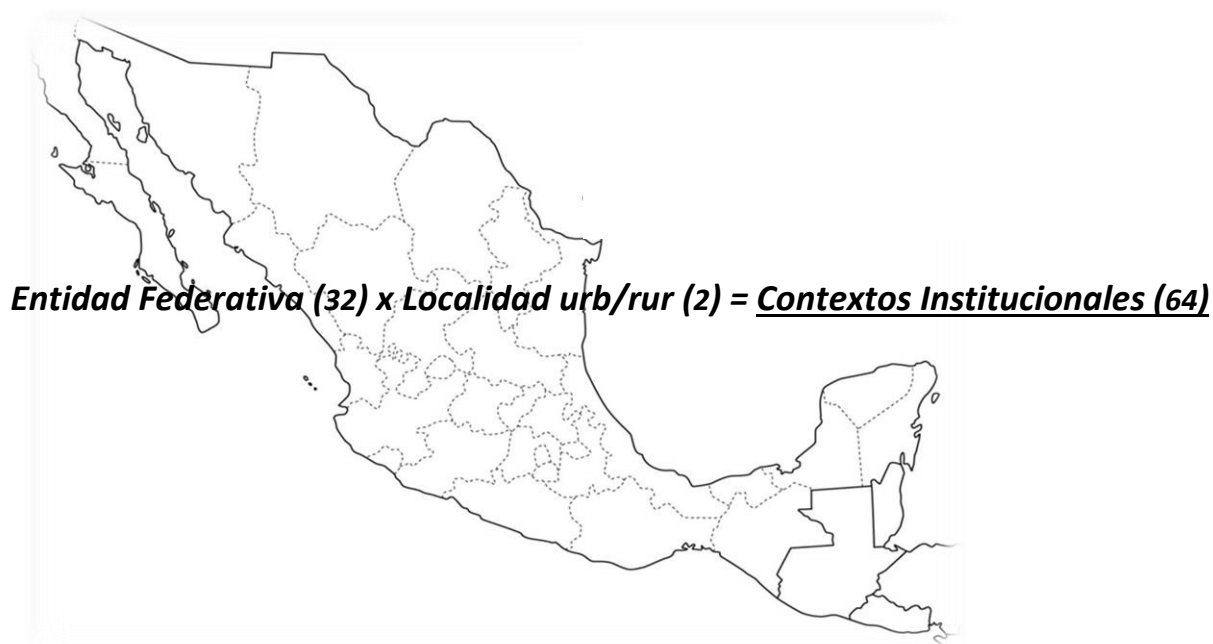 Entidad Federativa (32) x Localidad urb/rur (2) = Contextos Institucionales (64)